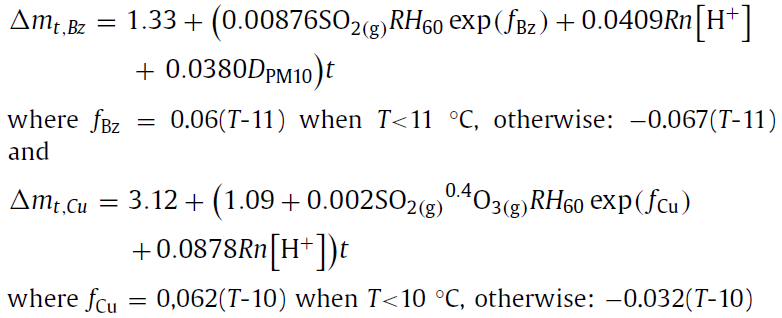 Δm_{t,Bz} = 1.33 + (0.00876SO_{2(g)}RH_{60} exp(f_{Bz}) + 0.0409Rn[H^+]
+ 0.0380D_{PM10})t
where f_{Bz} = 0.06(T-11) when T<11 °C, otherwise: −0.067(T-11)
and
Δm_{t,Cu} = 3.12 + (1.09 + 0.002SO_{2(g)}^{0.4}O_{3(g)}RH_{60} exp(f_{Cu})
+0.0878Rn[H^+])t
where f_{Cu} = 0,062(T-10) when T<10 °C, otherwise: −0.032(T-10)